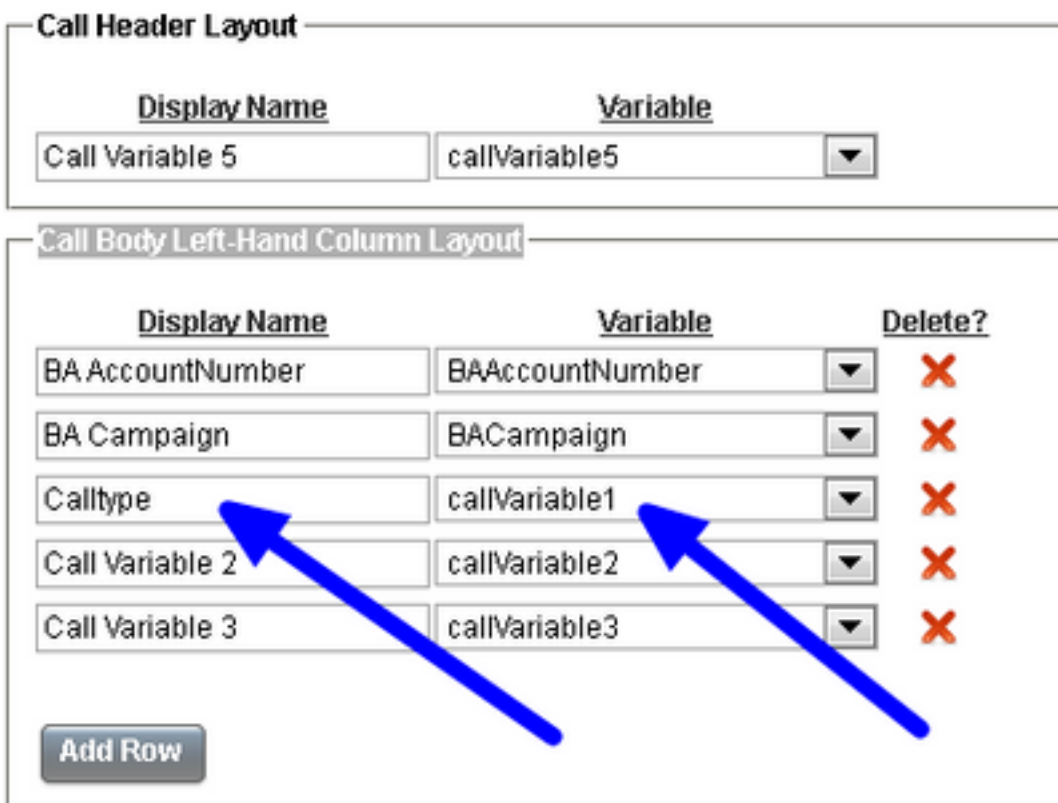 Call Header Layout
Display Name Variable
Call Variable 5 callVariable5
Call Body Left-Hand Column Layout
Display Name Variable Delete?
BA AccountNumber BAAccountNumber
BA Campaign BACampaign
Calltype callVariable1
Call Variable 2 callVariable2
Call Variable 3 callVariable3
Add Row